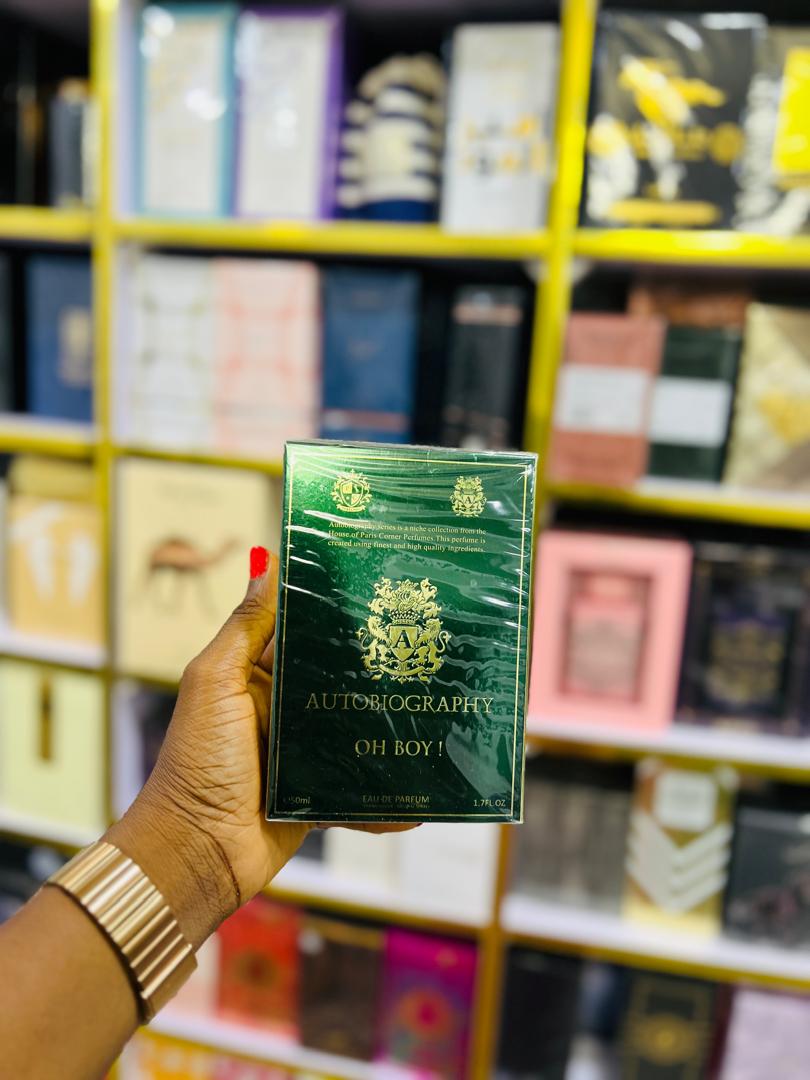 Autobiography series is a niche collection from the
House of Paris Corner Perfumes This perfume is
created using finest and high quality ingredients.
A
AUTOBIOGRAPHY
OH BOY !
50ml EAU DE PARFUM 1.7FL.OZ